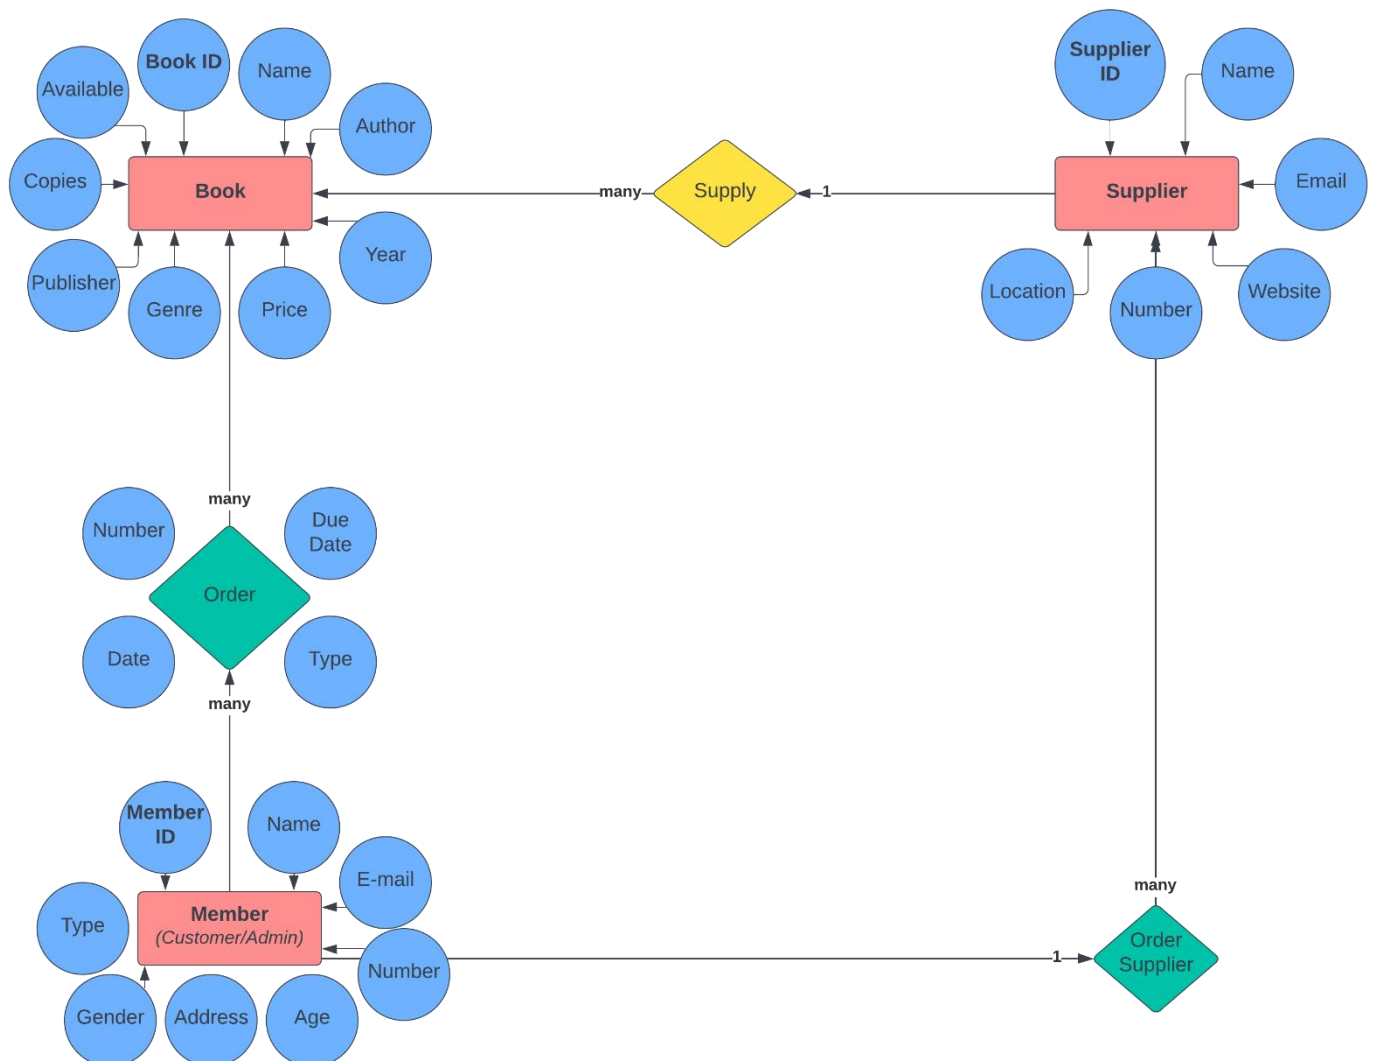 Book ID
Name
Available
Author
Copies
Book
Publisher
Genre
Price
Year
many
Supply
1
Supplier
ID
Name
Supplier
Email
Location
Number
Website
many
Number
Due
Date
Order
Date
Type
many
Member
ID
Name
E-mail
Type
Member
(Customer/Admin)
Number
Gender
Address
Age
1
many
Order
Supplier